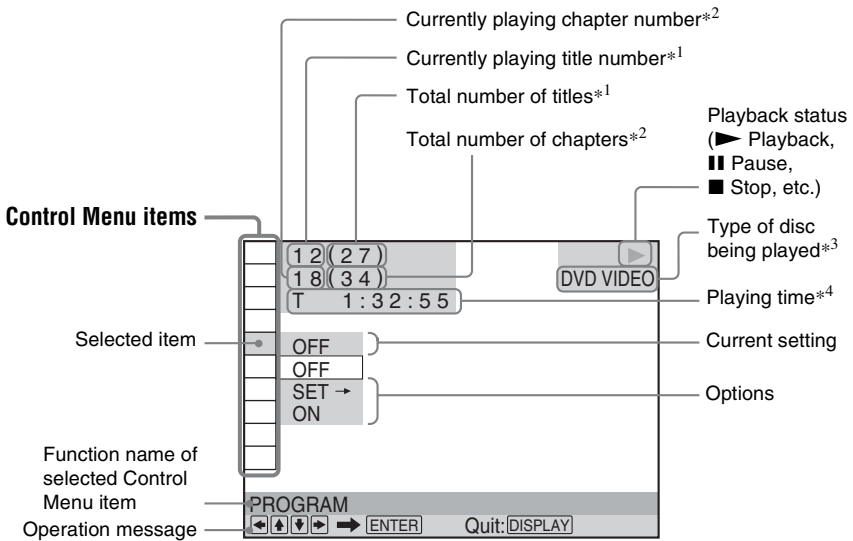 Currently playing chapter number*2
Currently playing title number*1
Total number of titles*1
Total number of chapters*2
Playback status
(► Playback,
❚❚ Pause,
■ Stop, etc.)
Control Menu items
Type of disc
being played*3
12(27)
18(34)
DVD VIDEO
T 1:32:55
Playing time*4
Selected item
OFF
Current setting
OFF
SET →
ON
Options
Function name of
selected Control
Menu item
PROGRAM
Operation message
← ↑ ↓ → ➡ ENTER Quit: DISPLAY